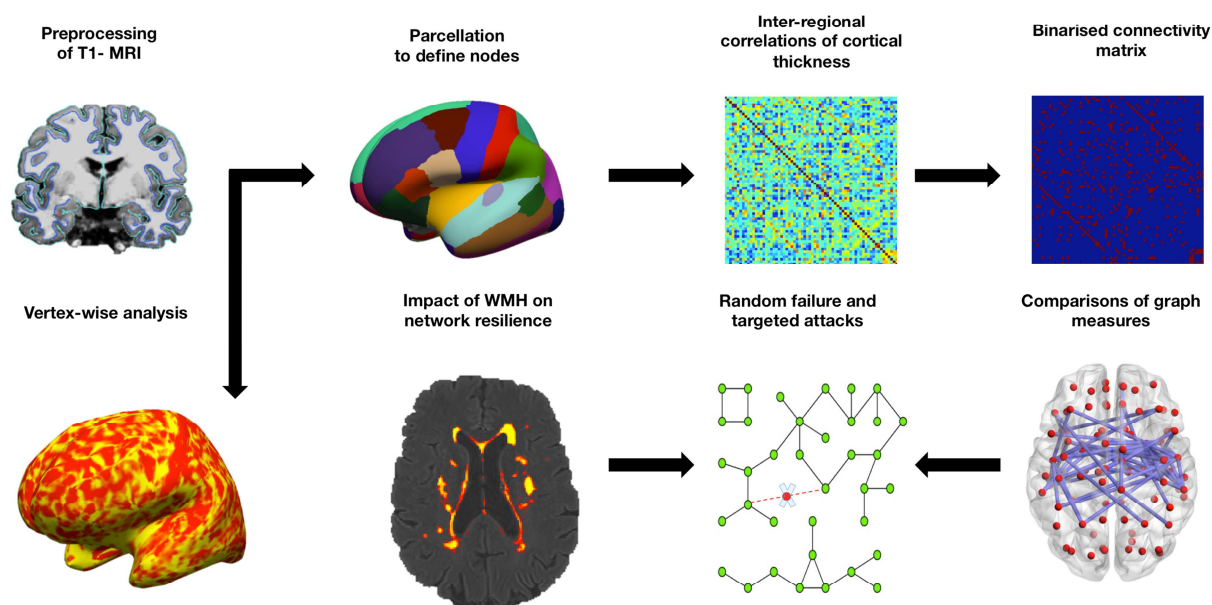 Preprocessing
of T1- MRI
Parcellation
to define nodes
Inter-regional
correlations of cortical
thickness
Binarised connectivity
matrix
Vertex-wise analysis
Impact of WMH on
network resilience
Random failure and
targeted attacks
Comparisons of graph
measures